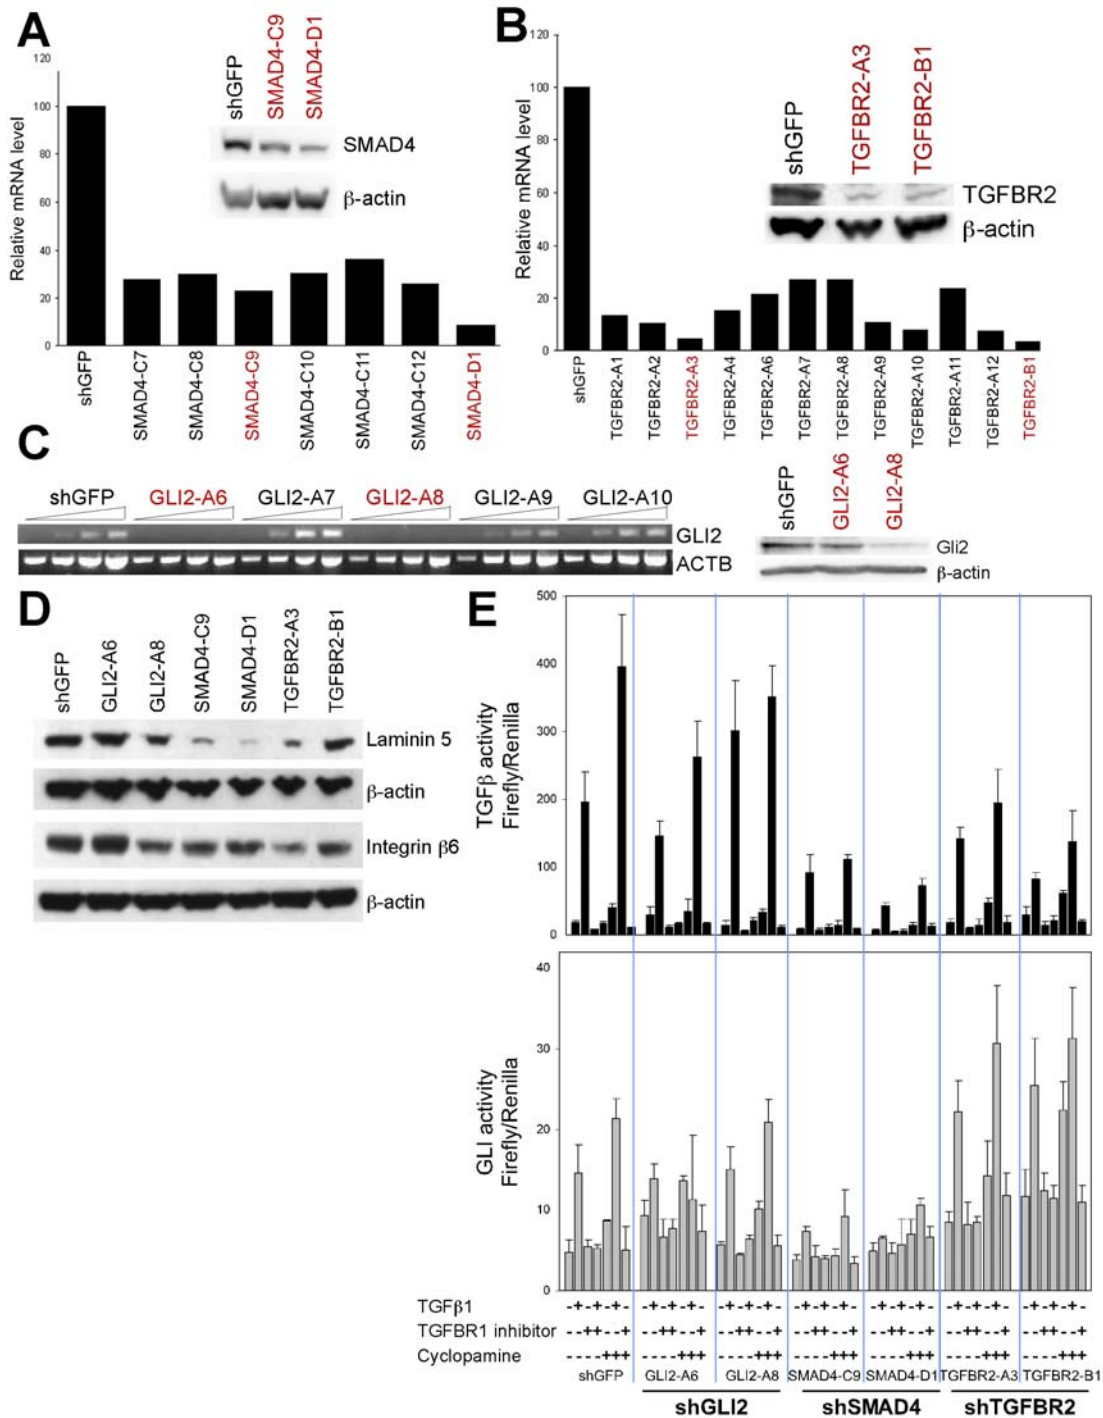 A
120
100
80
60
40
20
0
Relative mRNA level
shGFP
SMAD4-C9
SMAD4-D1
SMAD4
β-actin
shGFP
SMAD4-C7
SMAD4-C8
SMAD4-C9
SMAD4-C10
SMAD4-C11
SMAD4-C12
SMAD4-D1
B
120
100
80
60
40
20
0
Relative mRNA level
shGFP
TGFBR2-A3
TGFBR2-B1
TGFBR2
β-actin
shGFP
TGFBR2-A1
TGFBR2-A2
TGFBR2-A3
TGFBR2-A4
TGFBR2-A6
TGFBR2-A7
TGFBR2-A8
TGFBR2-A9
TGFBR2-A10
TGFBR2-A11
TGFBR2-A12
TGFBR2-B1
C
shGFP GLI2-A6 GLI2-A7 GLI2-A8 GLI2-A9 GLI2-A10
GLI2
ACTB
shGFP
GLI2-A6
GLI2-A8
Gli2
β-actin
D
shGFP
GLI2-A6
GLI2-A8
SMAD4-C9
SMAD4-D1
TGFBR2-A3
TGFBR2-B1
Laminin 5
β-actin
Integrin β6
β-actin
E
500
400
300
200
100
0
TGFβ activity
Firefly/Renilla
40
30
20
10
0
GLI activity
Firefly/Renilla
TGFβ1 -+-+-+- -+-+-+- -+-+-+- -+-+-+- -+-+-+- -+-+-+- -+-+-+-
TGFBR1 inhibitor --++--+ --++--+ --++--+ --++--+ --++--+ --++--+ --++--+
Cyclopamine ----+++ ----+++ ----+++ ----+++ ----+++ ----+++ ----+++
shGFP GLI2-A6 GLI2-A8 SMAD4-C9 SMAD4-D1 TGFBR2-A3 TGFBR2-B1
shGLI2 shSMAD4 shTGFBR2